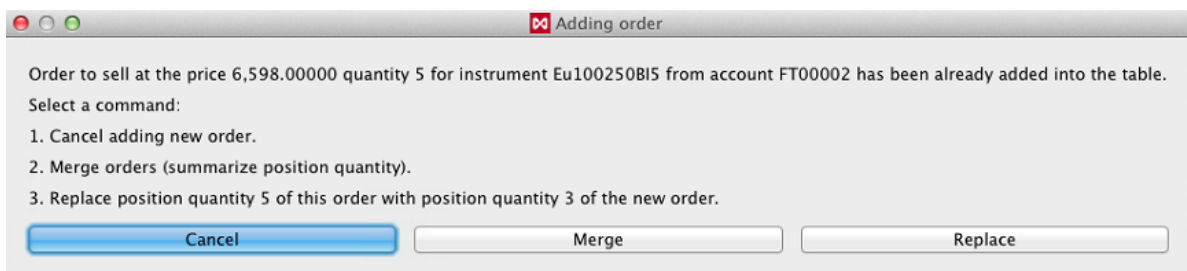 Adding order
Order to sell at the price 6,598.00000 quantity 5 for instrument Eu100250BI5 from account FT00002 has been already added into the table.
Select a command:
1. Cancel adding new order.
2. Merge orders (summarize position quantity).
3. Replace position quantity 5 of this order with position quantity 3 of the new order.
Cancel Merge Replace